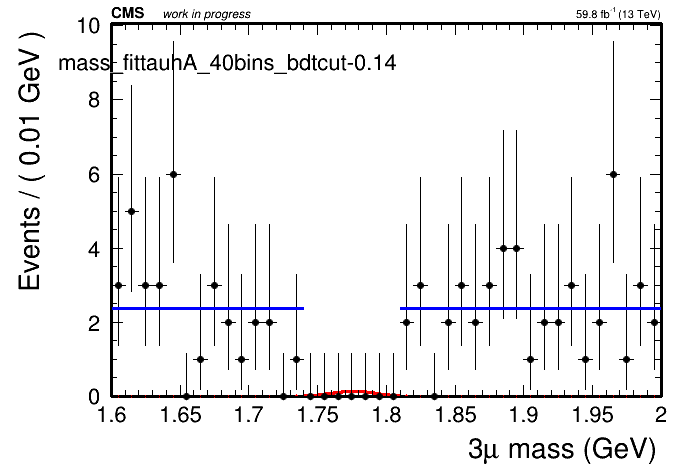 CMS work in progress 59.8 fb⁻¹ (13 TeV)
mass_fittauhA_40bins_bdtcut-0.14
Events / ( 0.01 GeV )
10
8
6
4
2
0
1.6 1.65 1.7 1.75 1.8 1.85 1.9 1.95 2
3μ mass (GeV)